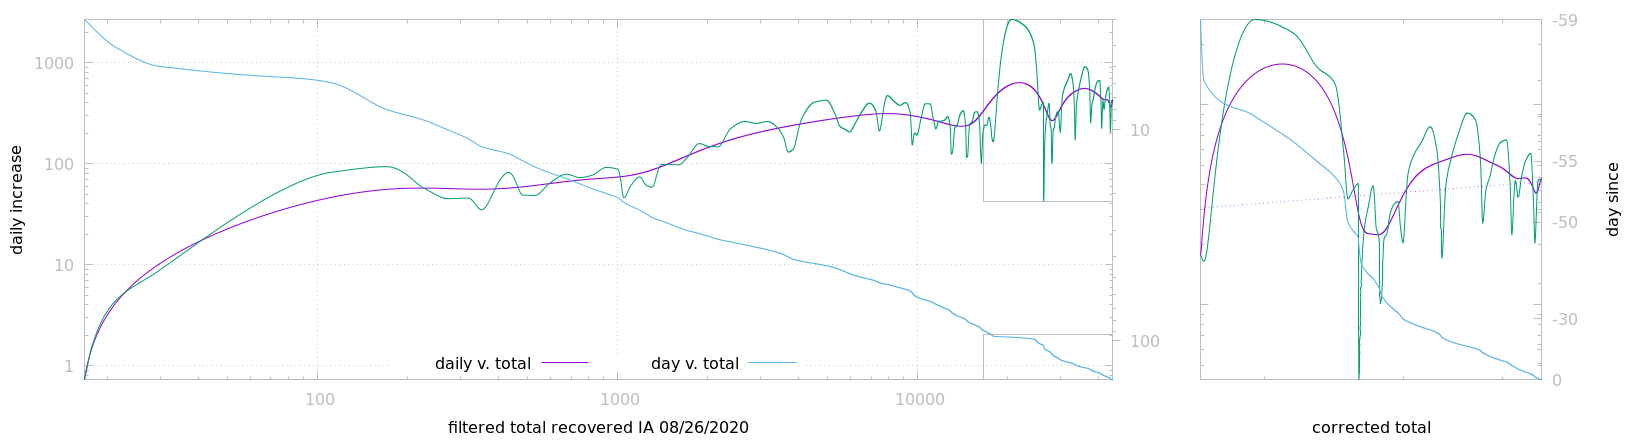 daily increase
1000
100
10
1
100
1000
10000
daily v. total
day v. total
filtered total recovered IA 08/26/2020
10
100
-59
-55
-50
-30
0
day since
corrected total